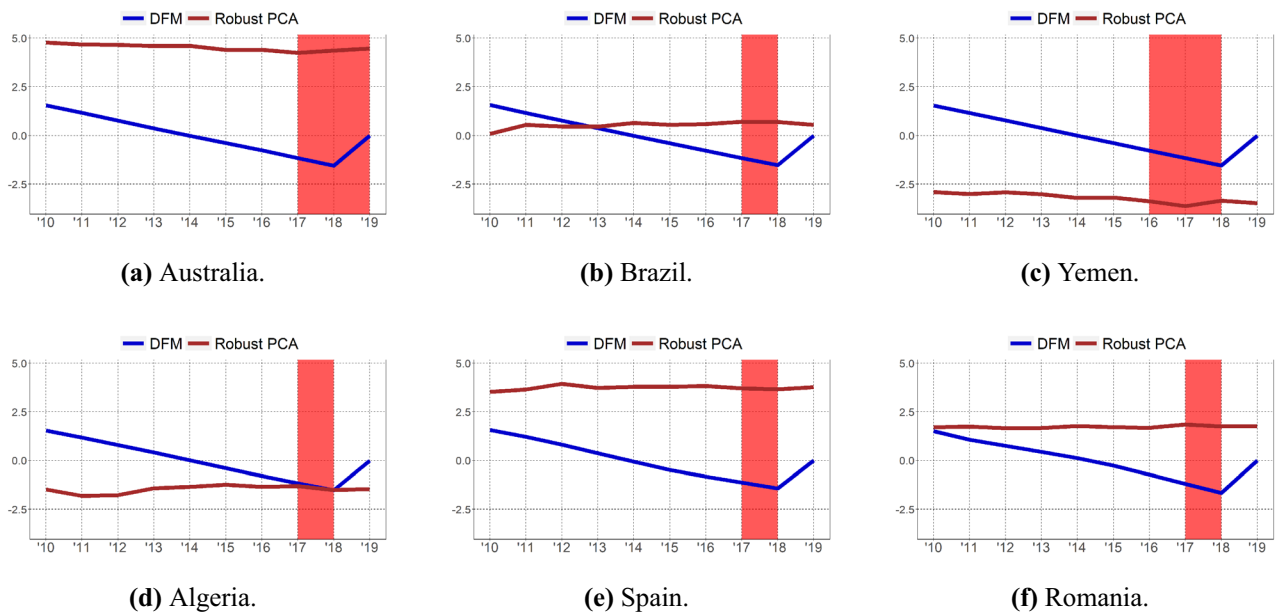 DFM Robust PCA
5.0
2.5
0.0
-2.5
'10 '11 '12 '13 '14 '15 '16 '17 '18 '19
(a) Australia.
DFM Robust PCA
5.0
2.5
0.0
-2.5
'10 '11 '12 '13 '14 '15 '16 '17 '18 '19
(b) Brazil.
DFM Robust PCA
5.0
2.5
0.0
-2.5
'10 '11 '12 '13 '14 '15 '16 '17 '18 '19
(c) Yemen.
DFM Robust PCA
5.0
2.5
0.0
-2.5
'10 '11 '12 '13 '14 '15 '16 '17 '18 '19
(d) Algeria.
DFM Robust PCA
5.0
2.5
0.0
-2.5
'10 '11 '12 '13 '14 '15 '16 '17 '18 '19
(e) Spain.
DFM Robust PCA
5.0
2.5
0.0
-2.5
'10 '11 '12 '13 '14 '15 '16 '17 '18 '19
(f) Romania.